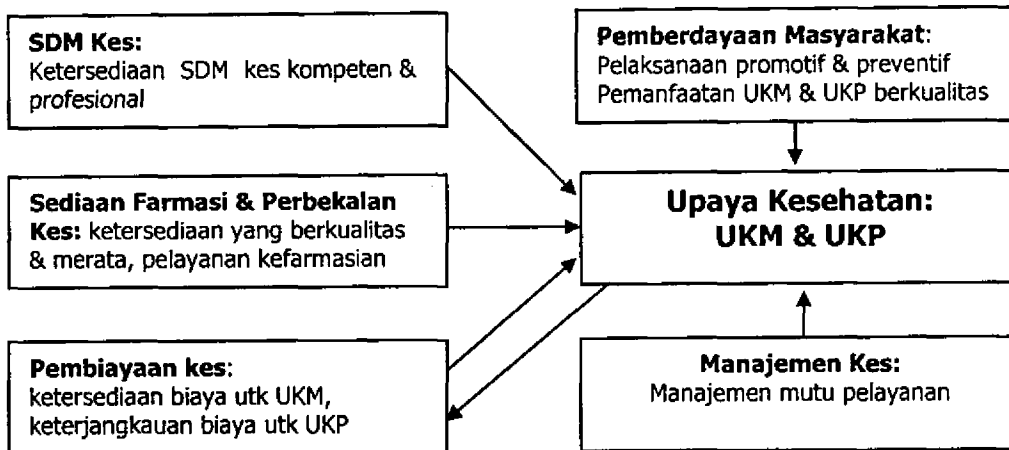 SDM Kes:
Ketersediaan SDM kes kompeten &
profesional
Pemberdayaan Masyarakat:
Pelaksanaan promotif & preventif
Pemanfaatan UKM & UKP berkualitas
Sediaan Farmasi & Perbekalan
Kes: ketersediaan yang berkualitas
& merata, pelayanan kefarmasian
Upaya Kesehatan:
UKM & UKP
Pembiayaan kes:
ketersediaan biaya utk UKM,
keterjangkauan biaya utk UKP
Manajemen Kes:
Manajemen mutu pelayanan